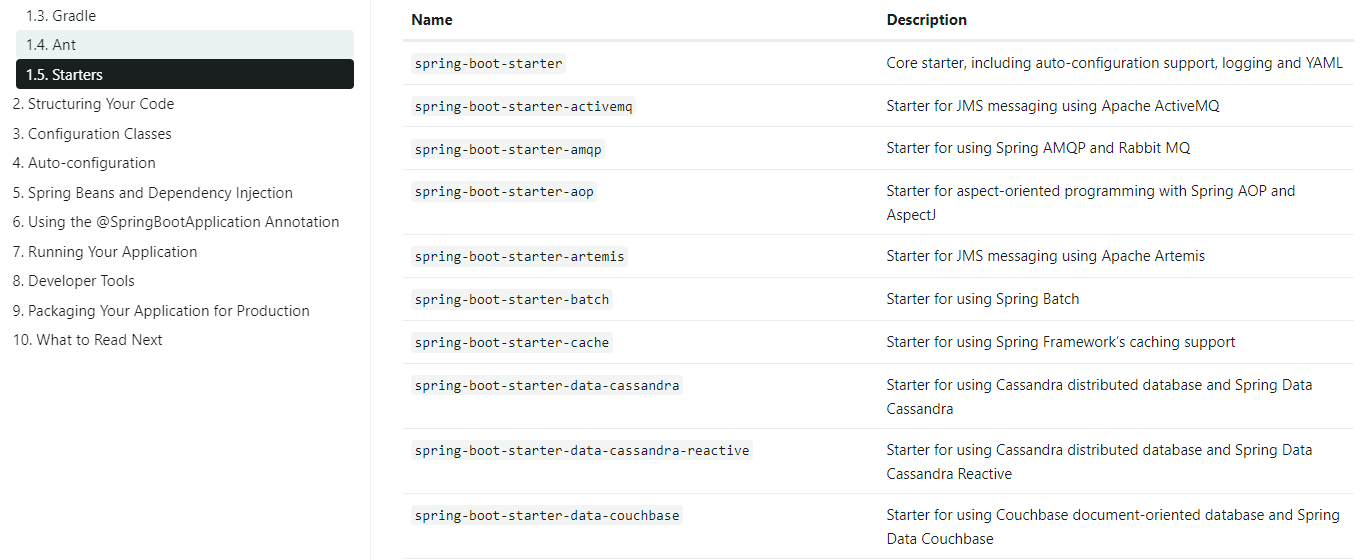 1.3. Gradle
1.4. Ant
1.5. Starters
2. Structuring Your Code
3. Configuration Classes
4. Auto-configuration
5. Spring Beans and Dependency Injection
6. Using the @SpringBootApplication Annotation
7. Running Your Application
8. Developer Tools
9. Packaging Your Application for Production
10. What to Read Next
Name Description
spring-boot-starter Core starter, including auto-configuration support, logging and YAML
spring-boot-starter-activemq Starter for JMS messaging using Apache ActiveMQ
spring-boot-starter-amqp Starter for using Spring AMQP and Rabbit MQ
spring-boot-starter-aop Starter for aspect-oriented programming with Spring AOP and
AspectJ
spring-boot-starter-artemis Starter for JMS messaging using Apache Artemis
spring-boot-starter-batch Starter for using Spring Batch
spring-boot-starter-cache Starter for using Spring Framework’s caching support
spring-boot-starter-data-cassandra Starter for using Cassandra distributed database and Spring Data
Cassandra
spring-boot-starter-data-cassandra-reactive Starter for using Cassandra distributed database and Spring Data
Cassandra Reactive
spring-boot-starter-data-couchbase Starter for using Couchbase document-oriented database and Spring
Data Couchbase